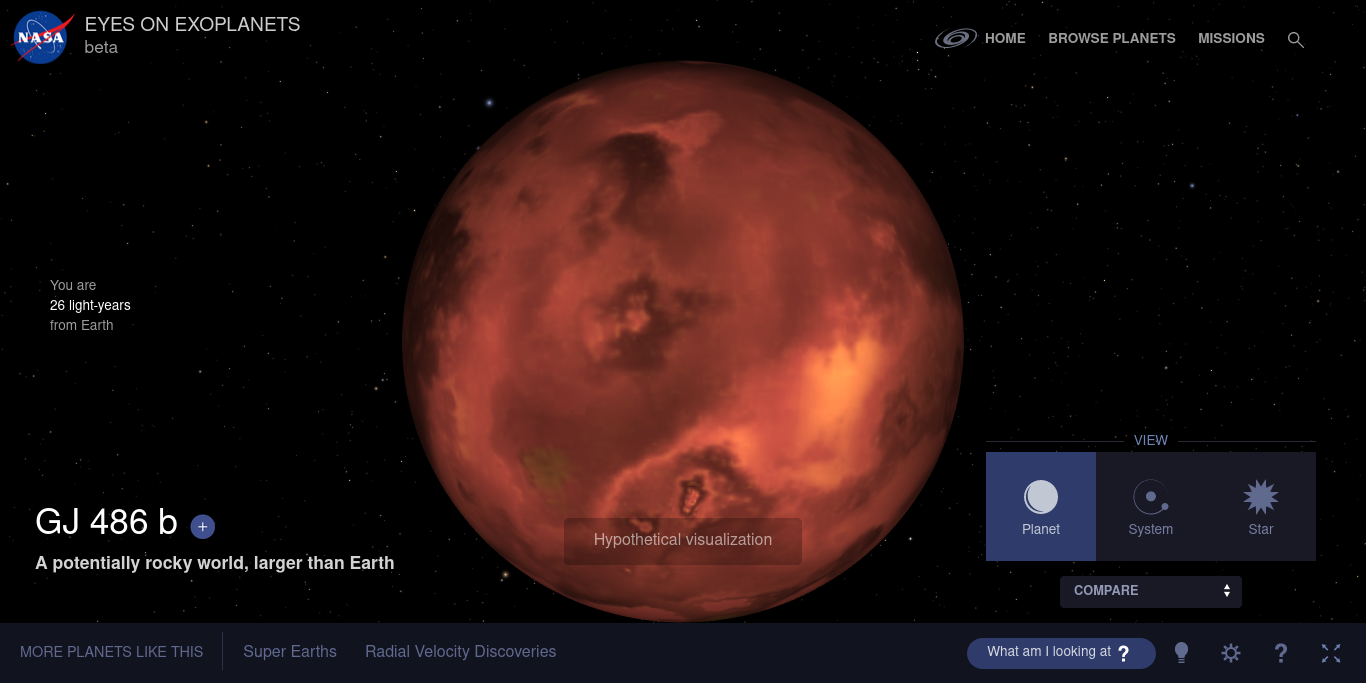 NASA
EYES ON EXOPLANETS
beta
HOME
BROWSE PLANETS
MISSIONS
You are
26 light-years
from Earth
GJ 486 b +
A potentially rocky world, larger than Earth
Hypothetical visualization
VIEW
Planet
System
Star
COMPARE
MORE PLANETS LIKE THIS
Super Earths
Radial Velocity Discoveries
What am I looking at ?
?